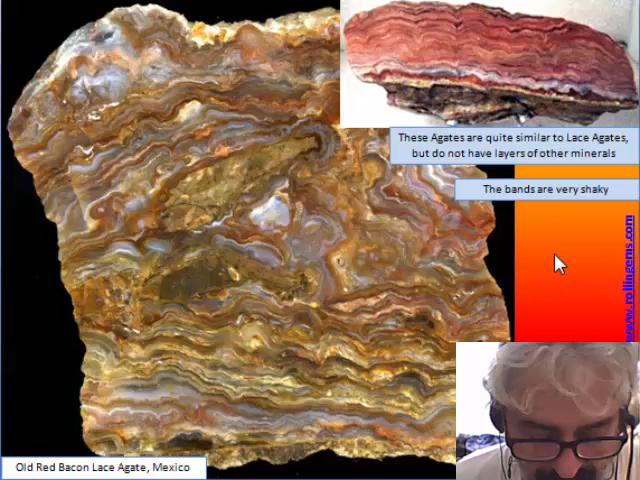 These Agates are quite similar to Lace Agates,
but do not have layers of other minerals
The bands are very shaky
www.rollingems.com
Old Red Bacon Lace Agate, Mexico